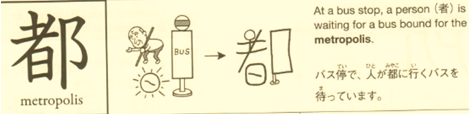 都
metropolis
BUS
者
At a bus stop, a person (者) is
waiting for a bus bound for the
metropolis.
バス停で、人が都に行くバスを
待っています。